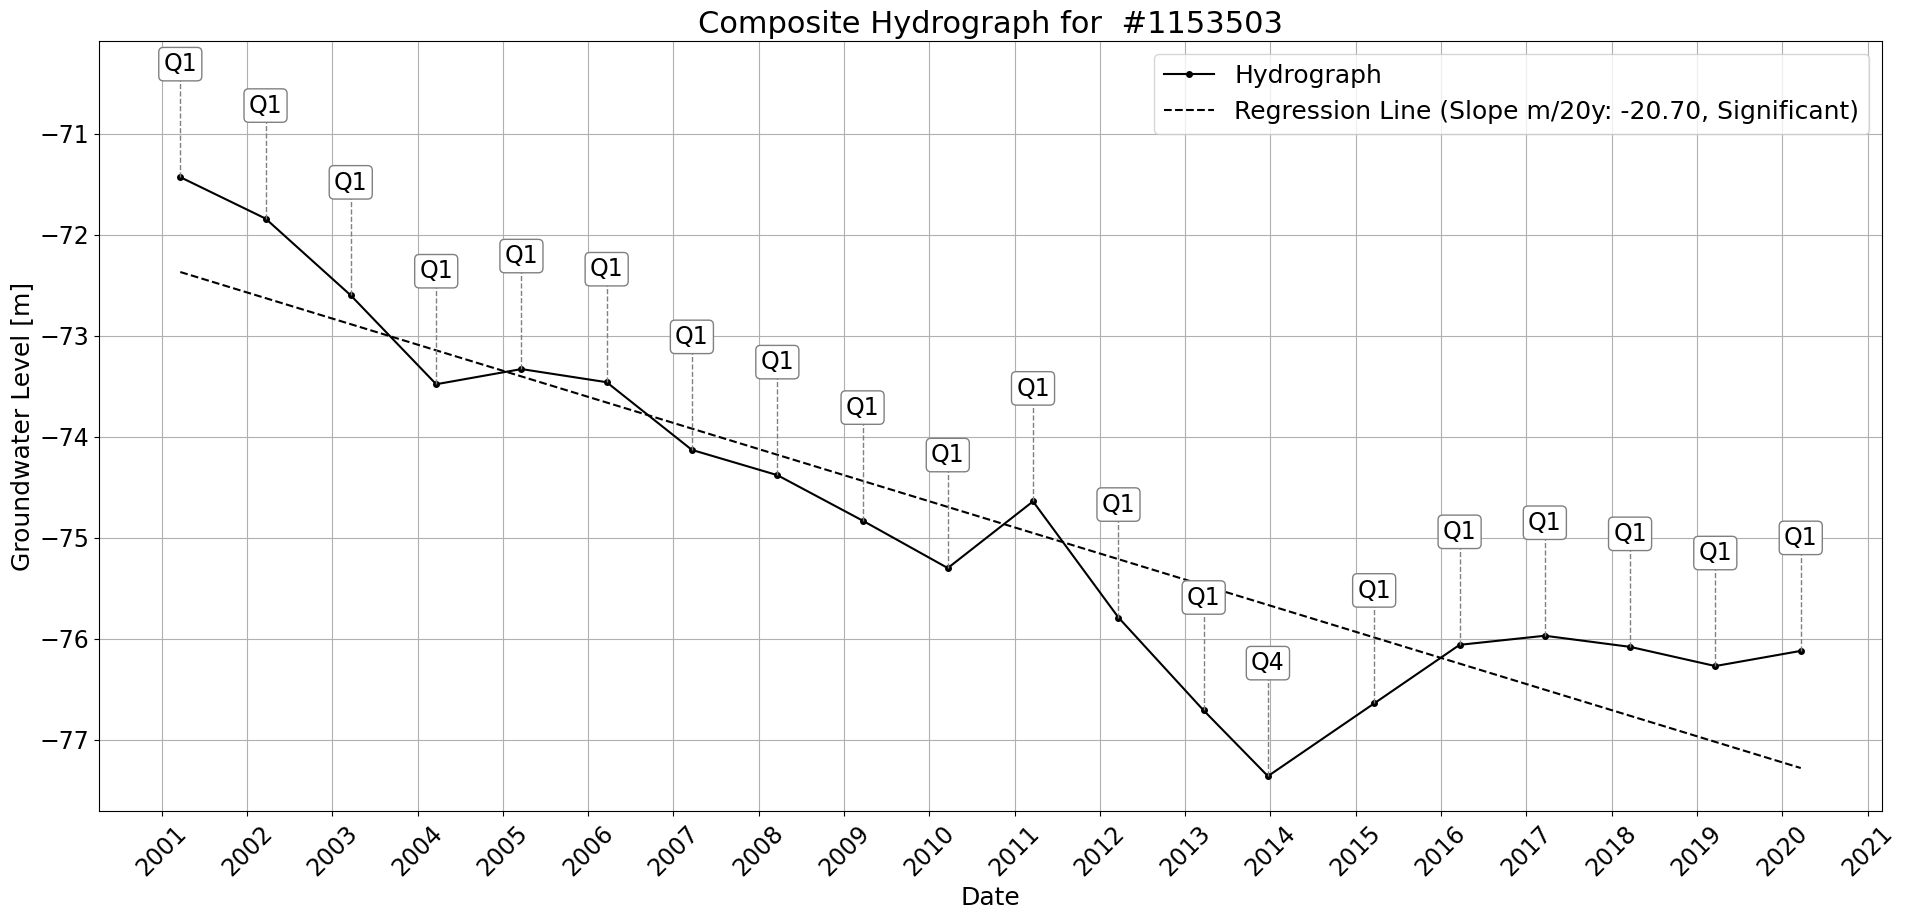 Composite Hydrograph for  #1153503
Hydrograph
Regression Line (Slope m/20y: -20.70, Significant)
Groundwater Level [m]
−71
−72
−73
−74
−75
−76
−77
Q1
Q1
Q1
Q1
Q1
Q1
Q1
Q1
Q1
Q1
Q1
Q1
Q1
Q4
Q1
Q1
Q1
Q1
Q1
Q1
2001
2002
2003
2004
2005
2006
2007
2008
2009
2010
2011
2012
2013
2014
2015
2016
2017
2018
2019
2020
2021
Date